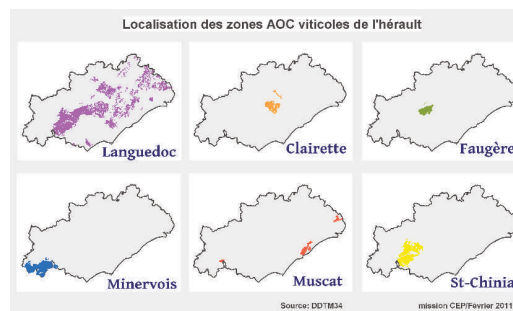 Localisation des zones AOC viticoles de l'hérault
Languedoc
Clairette
Faugère
Minervois
Muscat
St-Chinia
Source: DDTM34
mission CEP/Février 2011